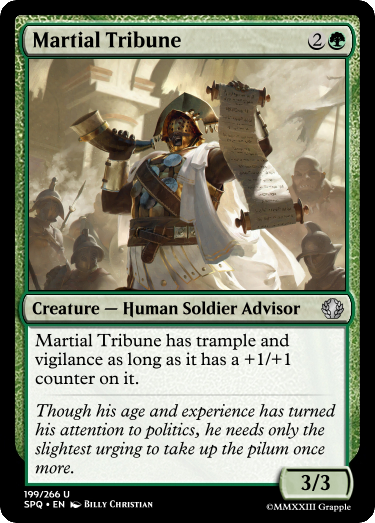 Martial Tribune 2
Creature — Human Soldier Advisor
Martial Tribune has trample and
vigilance as long as it has a +1/+1
counter on it.
Though his age and experience has turned
his attention to politics, he needs only the
slightest urging to take up the pilum once
more.
3/3
199/266 U
SPQ • EN Billy Christian
©MMXXIII Grapple